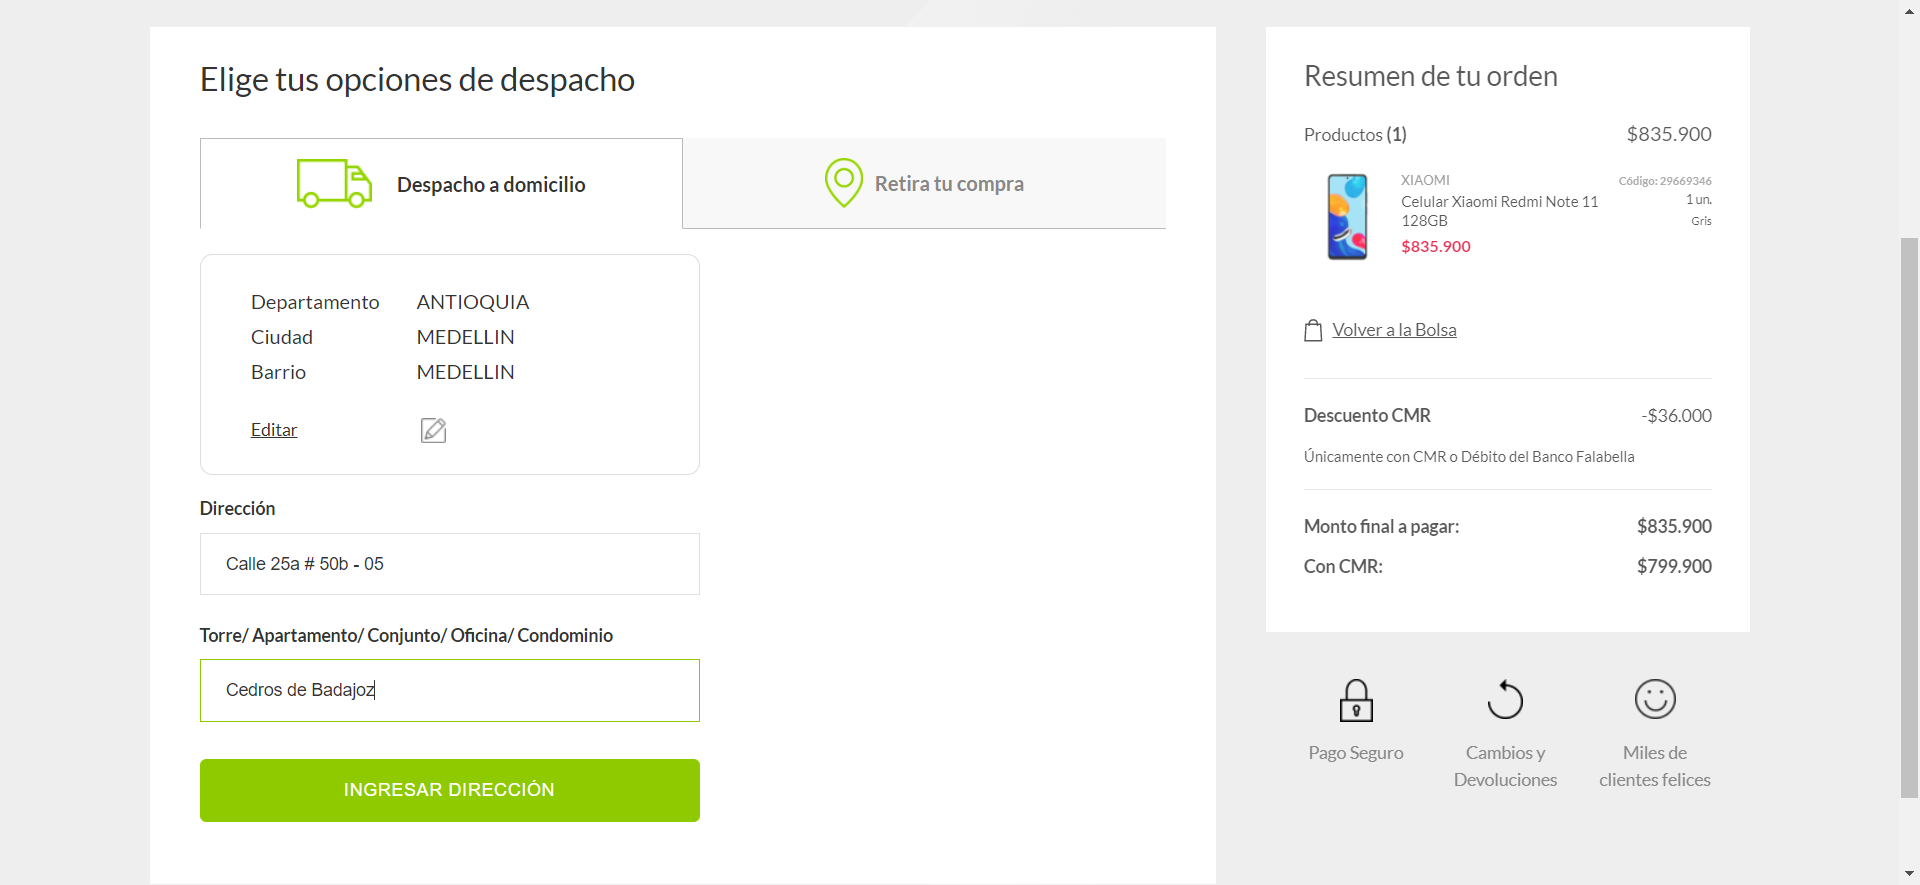 Elige tus opciones de despacho
Despacho a domicilio
Retira tu compra
Departamento ANTIOQUIA
Ciudad MEDELLIN
Barrio MEDELLIN
Editar
Dirección
Calle 25a # 50b - 05
Torre/ Apartamento/ Conjunto/ Oficina/ Condominio
Cedros de Badajoz
INGRESAR DIRECCIÓN
Resumen de tu orden
Productos (1) $835.900
XIAOMI Código: 29669346
Celular Xiaomi Redmi Note 11 1 un.
128GB Gris
$835.900
Volver a la Bolsa
Descuento CMR -$36.000
Únicamente con CMR o Débito del Banco Falabella
Monto final a pagar: $835.900
Con CMR: $799.900
Pago Seguro
Cambios y
Devoluciones
Miles de
clientes felices